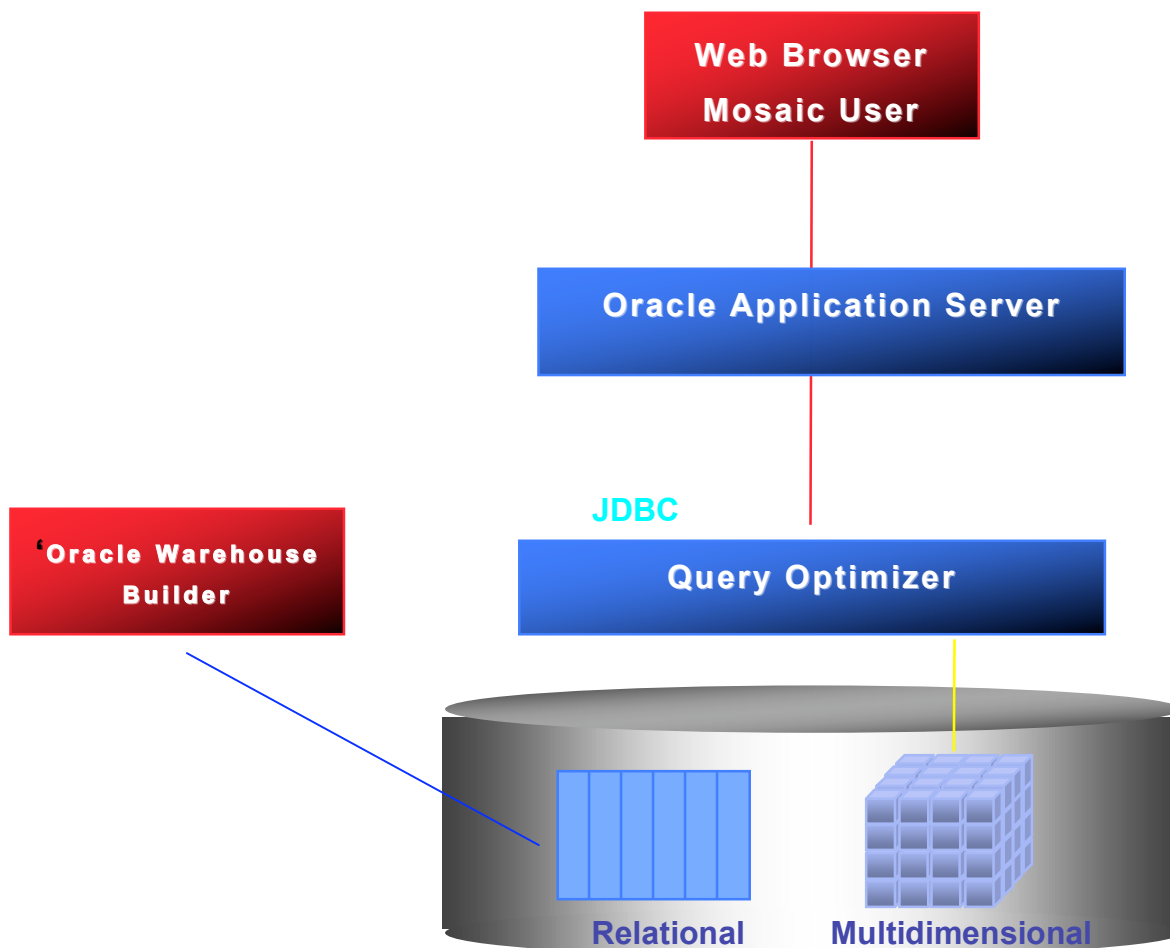 Web Browser
Mosaic User
Oracle Application Server
JDBC
‘Oracle Warehouse
Builder
Query Optimizer
Relational
Multidimensional